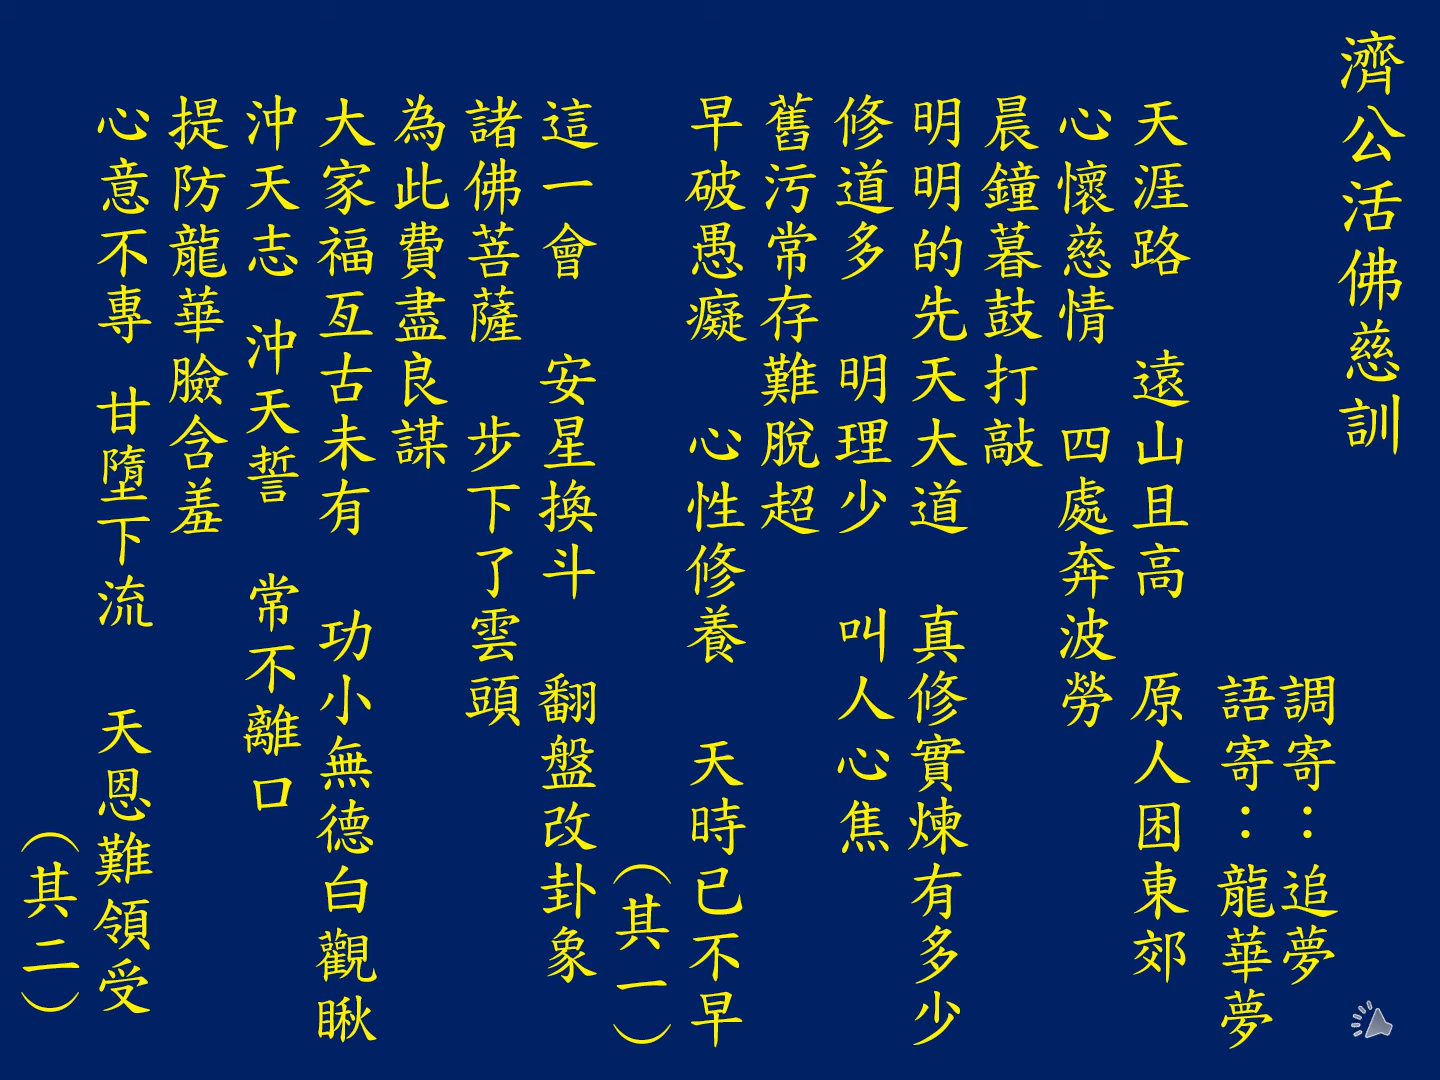 濟公活佛慈訓
調寄：追夢
語寄：龍華夢
天涯路　遠山且高　原人困東郊
心懷慈情　四處奔波勞
晨鐘暮鼓打敲
明明的先天大道　真修實煉有多少
修道多　明理少　叫人心焦
舊污常存難脫超
早破愚癡　心性修養　天時已不早
（其一）
這一會　安星換斗　翻盤改卦象
諸佛菩薩　步下了雲頭
為此費盡良謀
大家福亙古未有　功小無德白觀瞅
沖天志　沖天誓　常不離口
提防龍華臉含羞
心意不專　甘墮下流　天恩難領受
（其二）